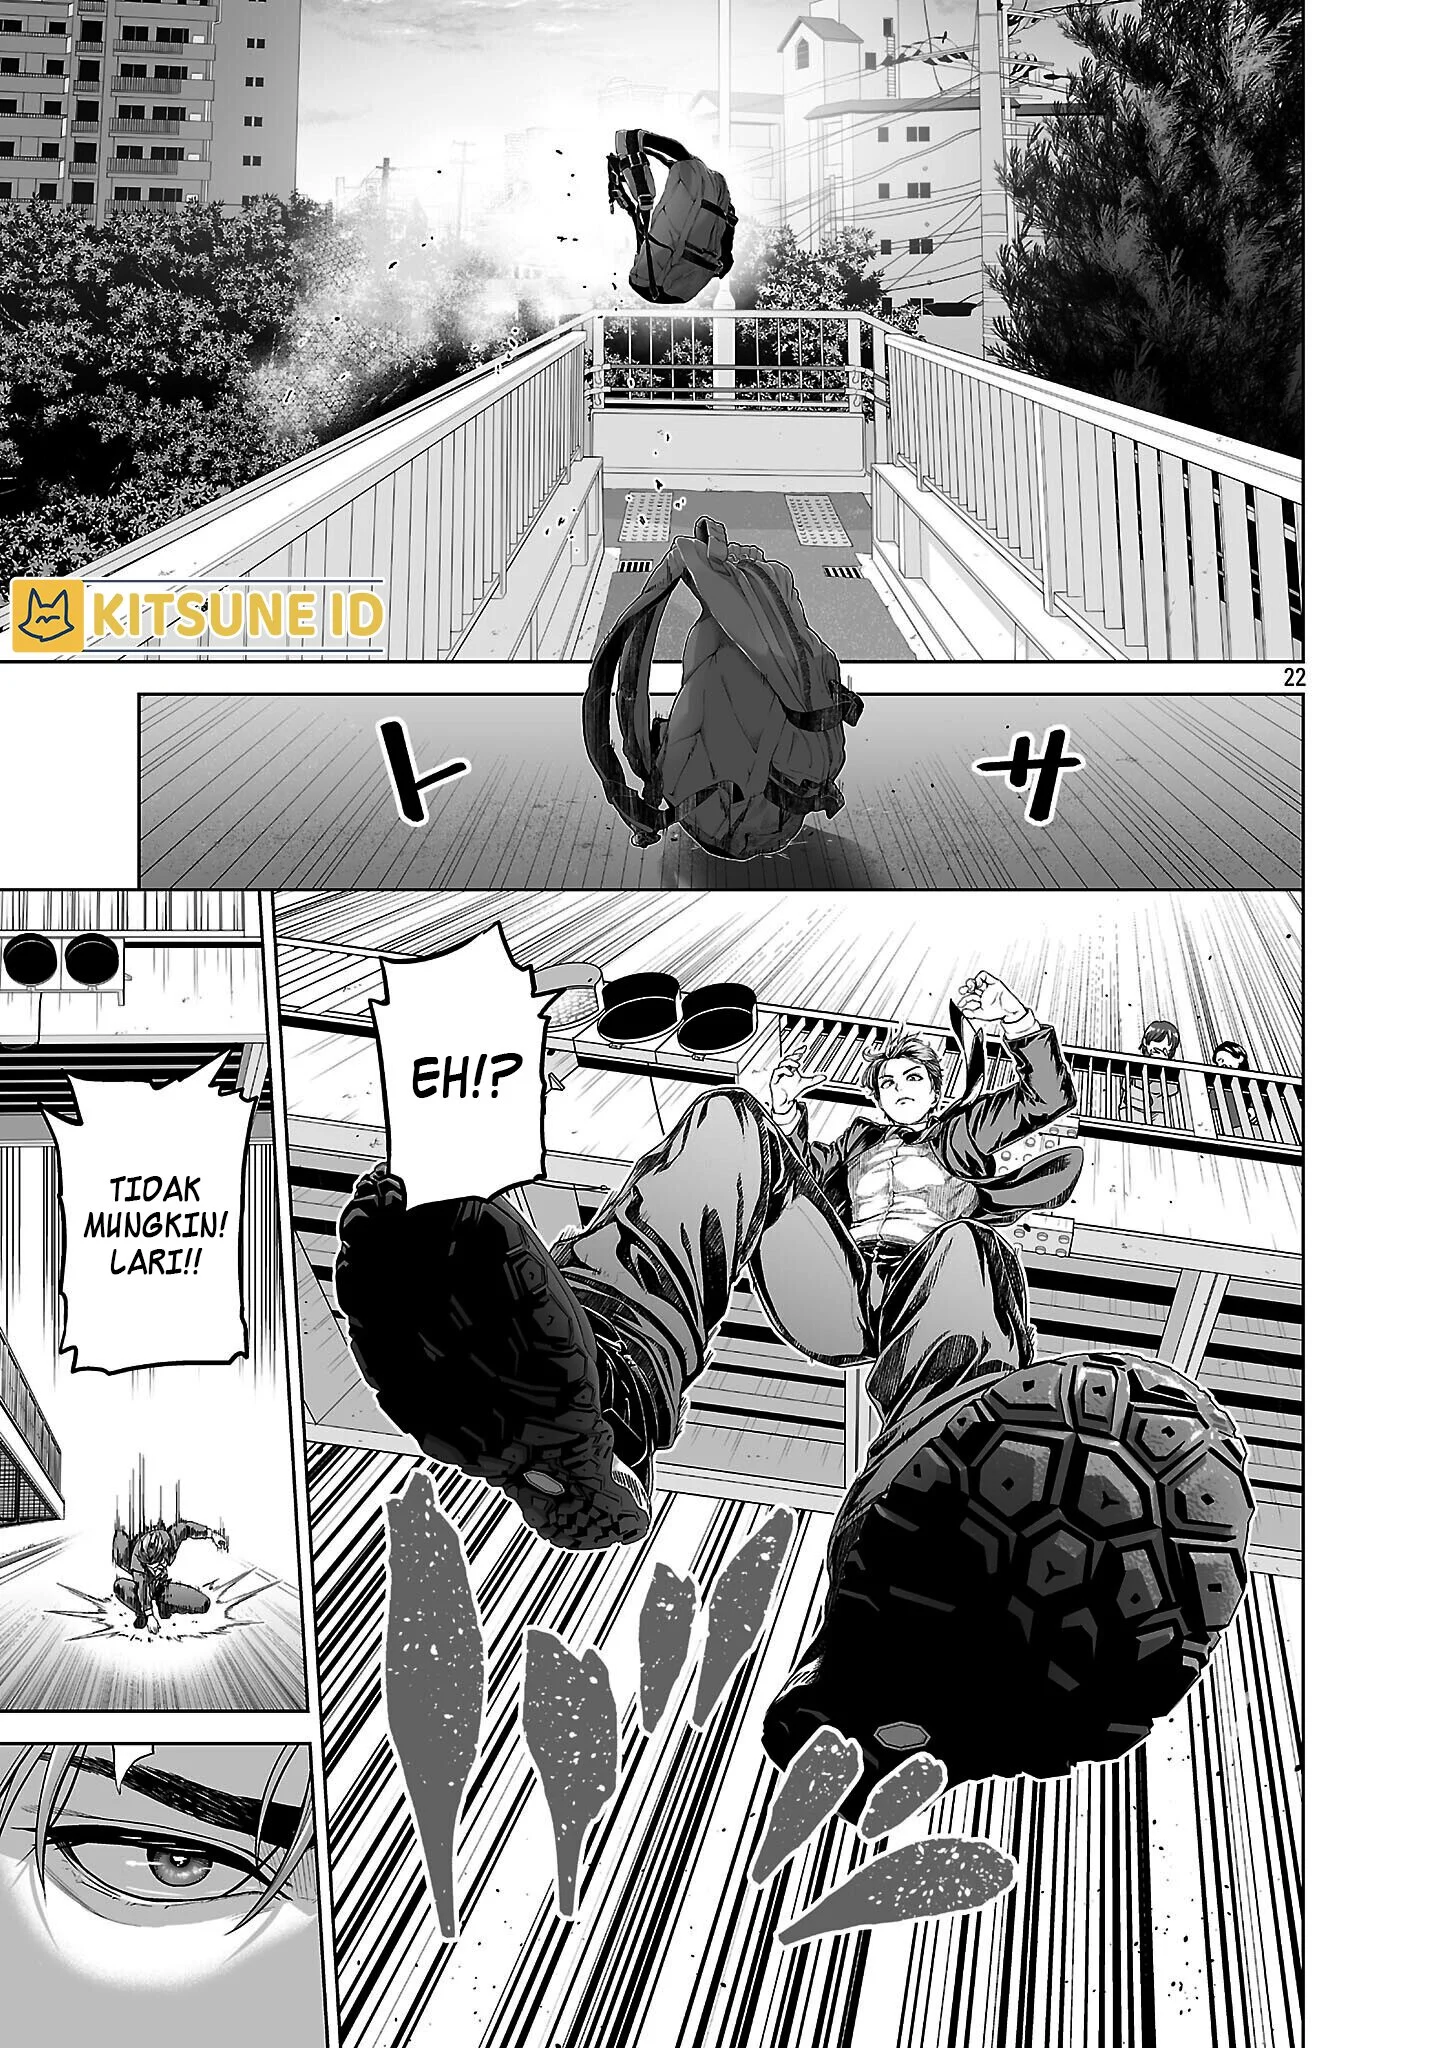 KITSUNE ID
22
サ
ト
EH!?
TIDAK
MUNGKIN!
LARI!!